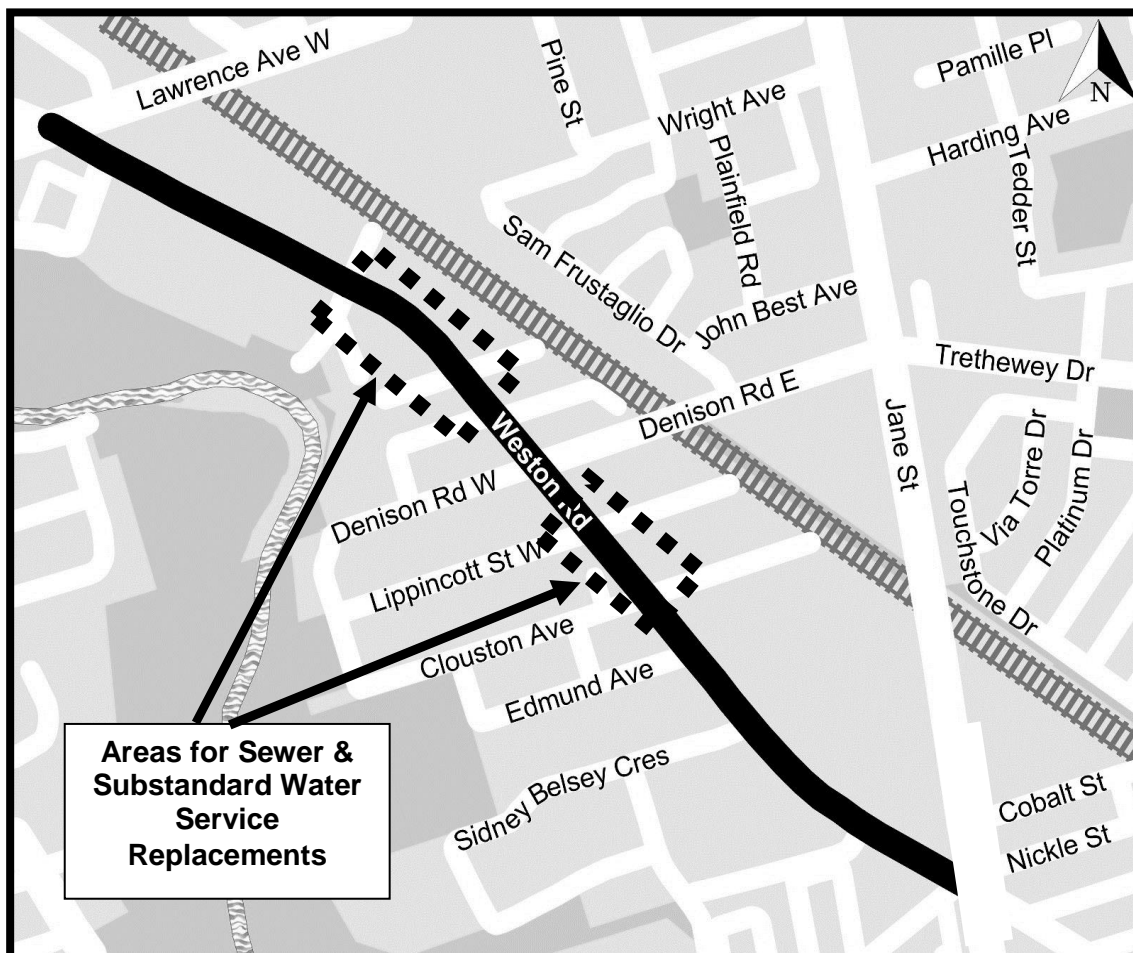 Lawrence Ave W
Pine St
Wright Ave
Pamille Pl
N
Harding Ave
Plainfield Rd
Tedder St
Sam Frustaglio Dr
John Best Ave
Trethewey Dr
Denison Rd E
Jane St
Weston Rd
Denison Rd W
Lippincott St W
Clouston Ave
Edmund Ave
Touchstone Dr
Via Torre Dr
Platinum Dr
Sidney Belsey Cres
Cobalt St
Nickle St
Areas for Sewer &
Substandard Water
Service
Replacements